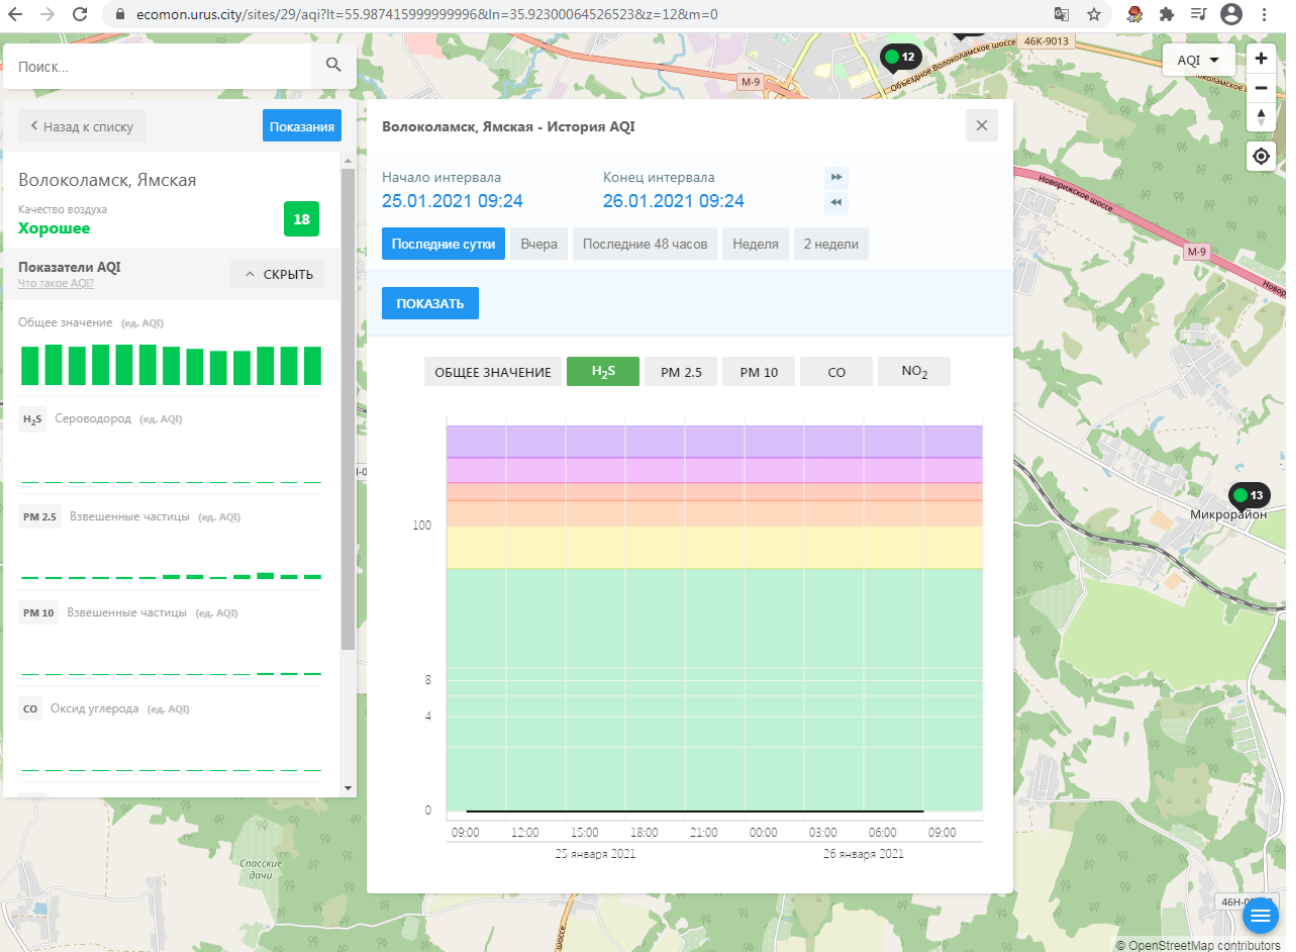 ecomon.urus.city/sites/29/aqi?lt=55.987415999999996&ln=35.92300064526523&z=12&m=0
Поиск...
Назад к списку
Показания
Волоколамск, Ямская
Качество воздуха
Хорошее
18
Показатели AQI
Что такое AQI?
СКРЫТЬ
Общее значение (ед. AQI)
H₂S Сероводород (ед. AQI)
PM 2.5 Взвешенные частицы (ед. AQI)
PM 10 Взвешенные частицы (ед. AQI)
CO Оксид углерода (ед. AQI)
Волоколамск, Ямская - История AQI
Начало интервала
Конец интервала
25.01.2021 09:24
26.01.2021 09:24
Последние сутки
Вчера
Последние 48 часов
Неделя
2 недели
ПОКАЗАТЬ
ОБЩЕЕ ЗНАЧЕНИЕ
H₂S
PM 2.5
PM 10
CO
NO₂
100
8
4
0
09:00 12:00 15:00 18:00 21:00 00:00 03:00 06:00 09:00
25 января 2021
26 января 2021
AQI
12
46К-9013
М-9
Объездное Волоколамское шоссе
Новорижское шоссе
М-9
13
Микрорайон
Спасские
дачи
© OpenStreetMap contributors